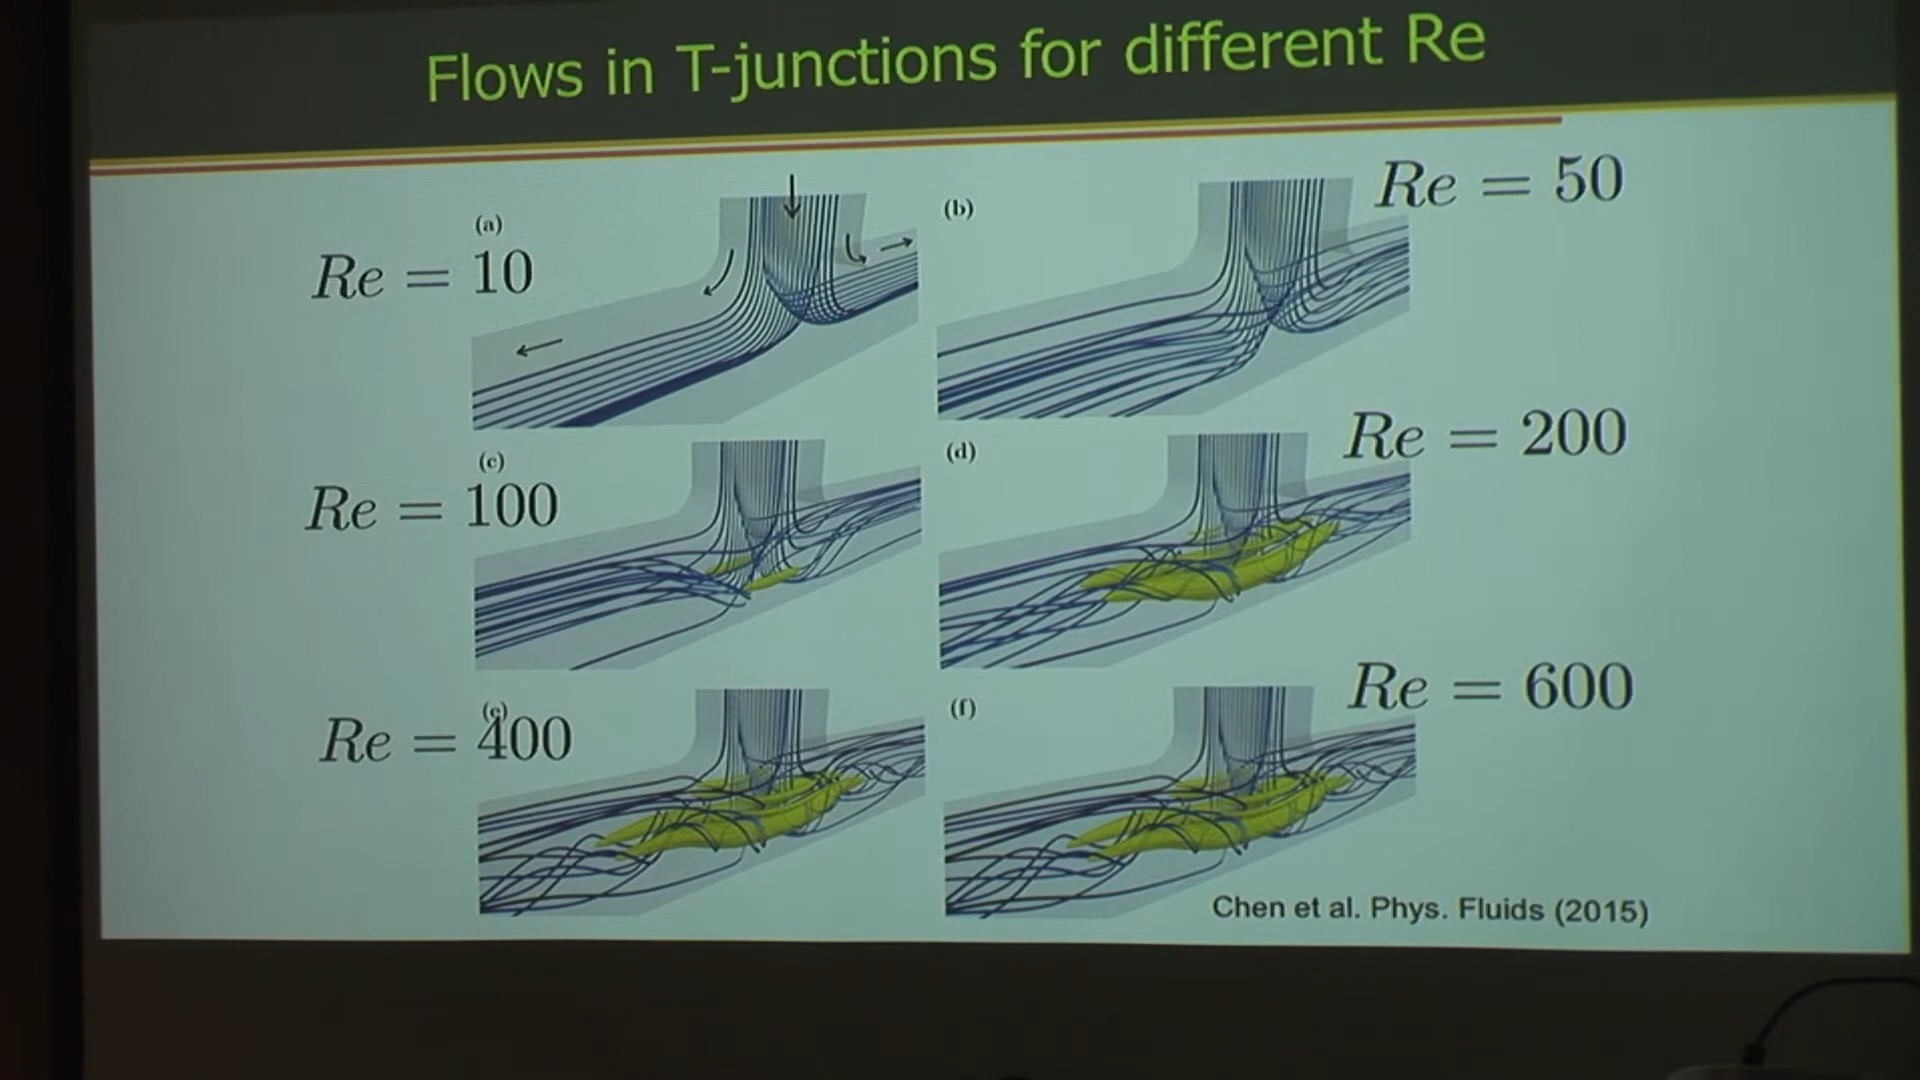 Flows in T-junctions for different Re
(a)
Re = 10
(b)
Re = 50
(c)
Re = 100
(d)
Re = 200
(e)
Re = 400
(f)
Re = 600
Chen et al. Phys. Fluids (2015)